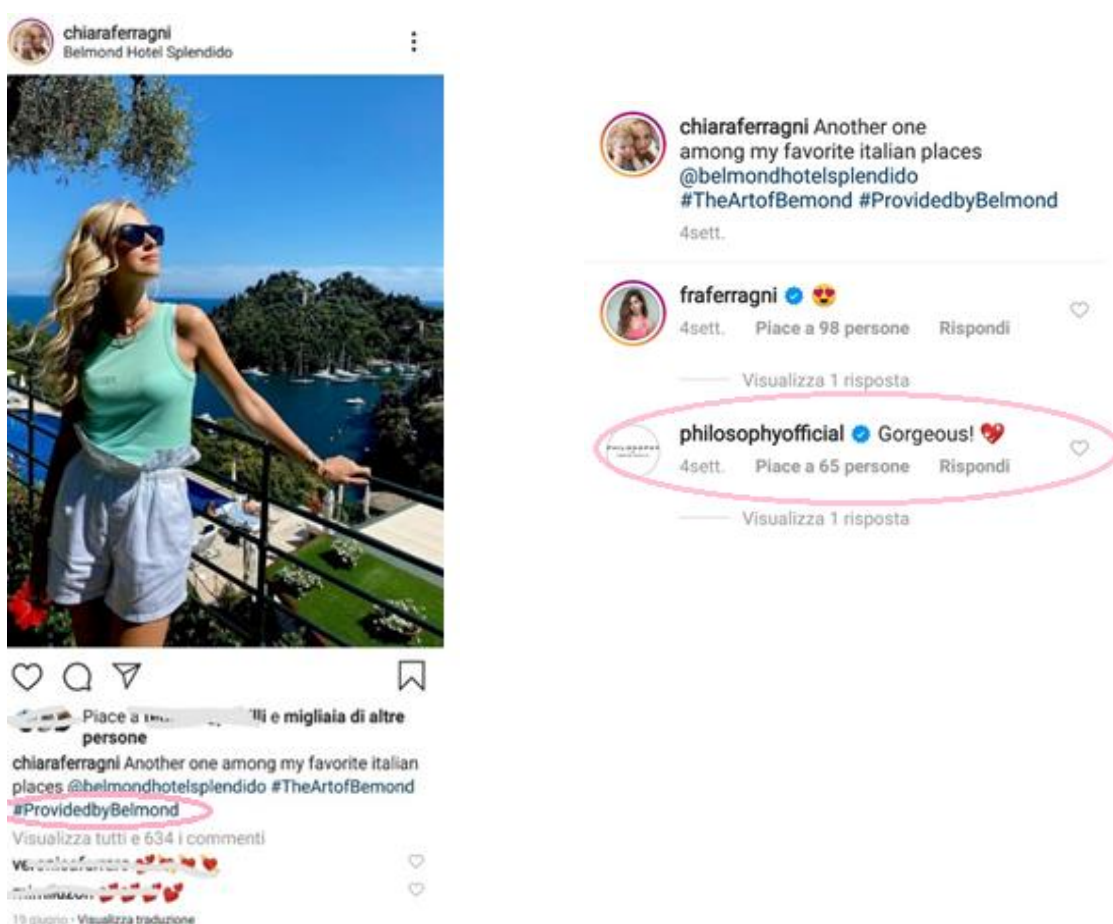 chiaraferragni
Belmond Hotel Splendido
Piace a lli e migliaia di altre
persone
chiaraferragni Another one among my favorite italian
places @belmondhotelsplendido #TheArtofBemond
#ProvidedbyBelmond
Visualizza tutti e 634 i commenti
19 giugno • Visualizza traduzione
chiaraferragni Another one
among my favorite italian places
@belmondhotelsplendido
#TheArtofBemond #ProvidedbyBelmond
4sett.
fraferragni 😍
4sett. Piace a 98 persone Rispondi
Visualizza 1 risposta
philosophyofficial Gorgeous! 💖
4sett. Piace a 65 persone Rispondi
Visualizza 1 risposta